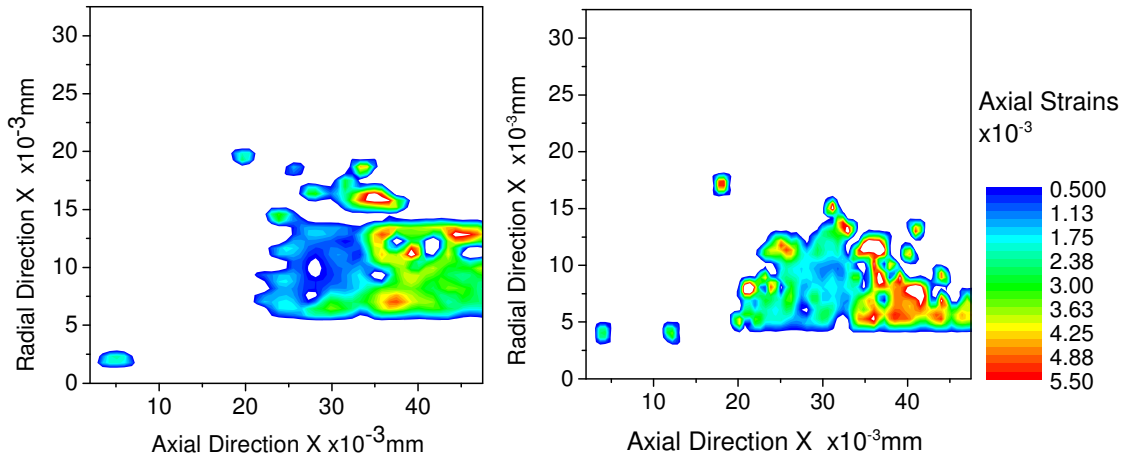 30
25
20
15
10
5
0
10 20 30 40
Radial Direction X x10⁻³mm
Axial Direction X x10⁻³mm
30
25
20
15
10
5
0
10 20 30 40
Radial Direction X x10⁻³mm
Axial Direction X x10⁻³mm
Axial Strains
x10⁻³
0.500
1.13
1.75
2.38
3.00
3.63
4.25
4.88
5.50